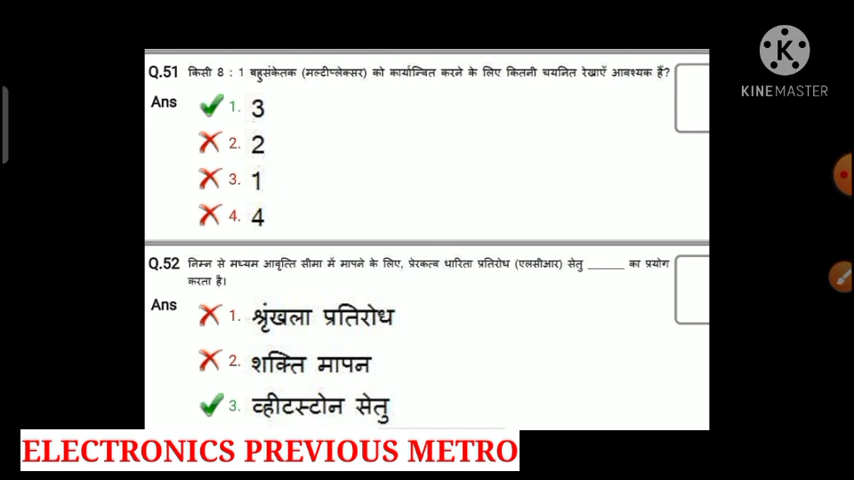 KINEMASTER
Q.51 किसी 8 : 1 बहुसंकेतक (मल्टीप्लेक्सर) को कार्यान्वित करने के लिए कितनी चयनित रेखाएँ आवश्यक हैं?
Ans 1. 3
2. 2
3. 1
4. 4
Q.52 निम्न से मध्यम आवृत्ति सीमा में मापने के लिए, प्रेरकत्व धारिता प्रतिरोध (एलसीआर) सेतु ______ का प्रयोग
करता है।
Ans 1. श्रृंखला प्रतिरोध
2. शक्ति मापन
3. व्हीटस्टोन सेतु
ELECTRONICS PREVIOUS METRO